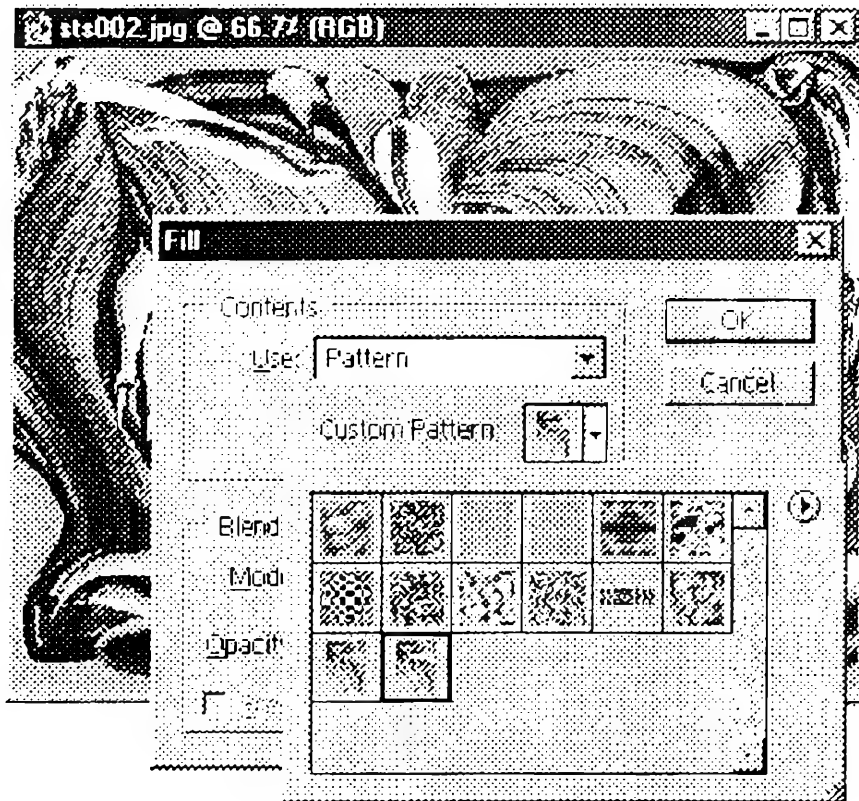 sts002.jpg @ 66.7% (RGB)
Fill
Contents
Use: Pattern
Custom Pattern:
OK
Cancel
Blend
Mod
Opacit